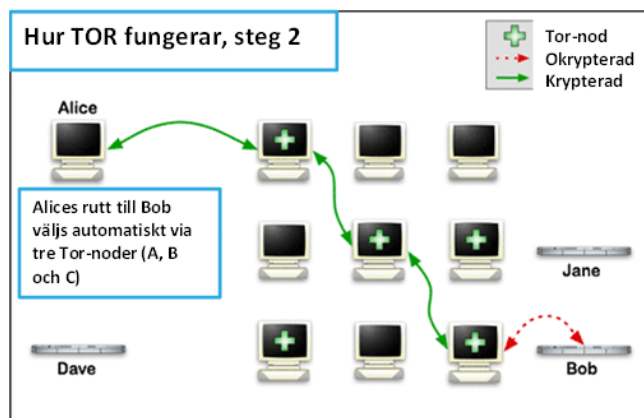 Hur TOR fungerar, steg 2
Tor-nod
Okrypterad
Krypterad
Alice
Alices rutt till Bob
väljs automatiskt via
tre Tor-noder (A, B
och C)
Jane
Dave
Bob